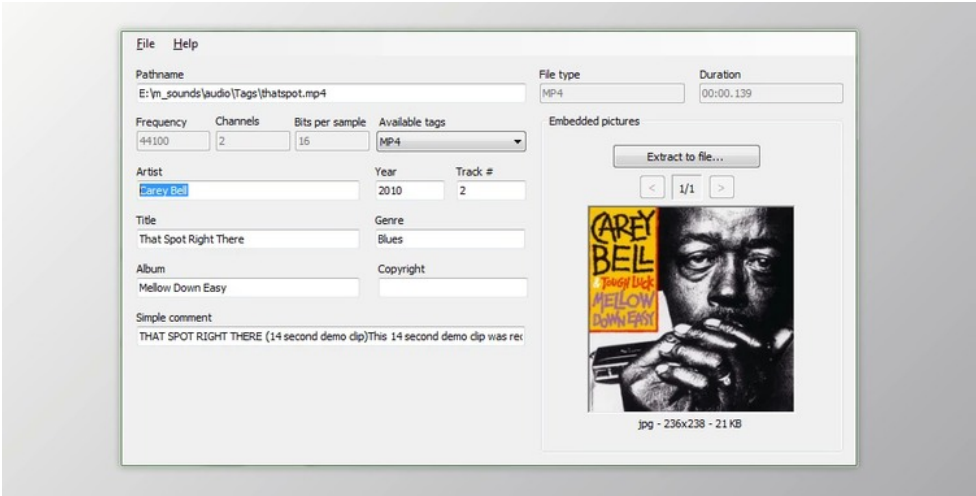 File Help
Pathname
E:\m_sounds\audio\Tags\thatspot.mp4
File type
MP4
Duration
00:00.139
Frequency
44100
Channels
2
Bits per sample
16
Available tags
MP4
Artist
Carey Bell
Year
2010
Track #
2
Title
That Spot Right There
Genre
Blues
Album
Mellow Down Easy
Copyright
Simple comment
THAT SPOT RIGHT THERE (14 second demo clip)This 14 second demo clip was rec
Embedded pictures
Extract to file...
< 1/1 >
CAREY
BELL
& TOUGH LUCK
MELLOW
DOWN EASY
jpg - 236x238 - 21 KB